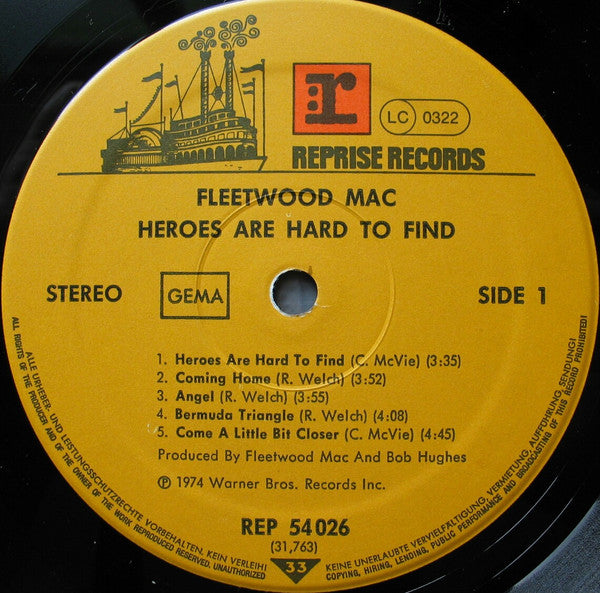 r
LC 0322
REPRISE RECORDS
FLEETWOOD MAC
HEROES ARE HARD TO FIND
STEREO
GEMA
SIDE 1
1. Heroes Are Hard To Find (C. McVie) (3:35)
2. Coming Home (R. Welch) (3:52)
3. Angel (R. Welch) (3:55)
4. Bermuda Triangle (R. Welch) (4:08)
5. Come A Little Bit Closer (C. McVie) (4:45)
Produced By Fleetwood Mac And Bob Hughes
℗ 1974 Warner Bros. Records Inc.
REP 54 026
(31,763)
33
ALLE URHEBER- UND LEISTUNGSSCHUTZRECHTE VORBEHALTEN, KEIN VERLEIH! KEINE UNERLAUBTE VERVIELFÄLTIGUNG, VERMIETUNG, AUFFÜHRUNG, SENDUNG!
ALL RIGHTS OF THE PRODUCER AND OF THE OWNER OF THE WORK REPRODUCED RESERVED. UNAUTHORIZED COPYING, HIRING, LENDING, PUBLIC PERFORMANCE AND BROADCASTING OF THIS RECORD PROHIBITED!